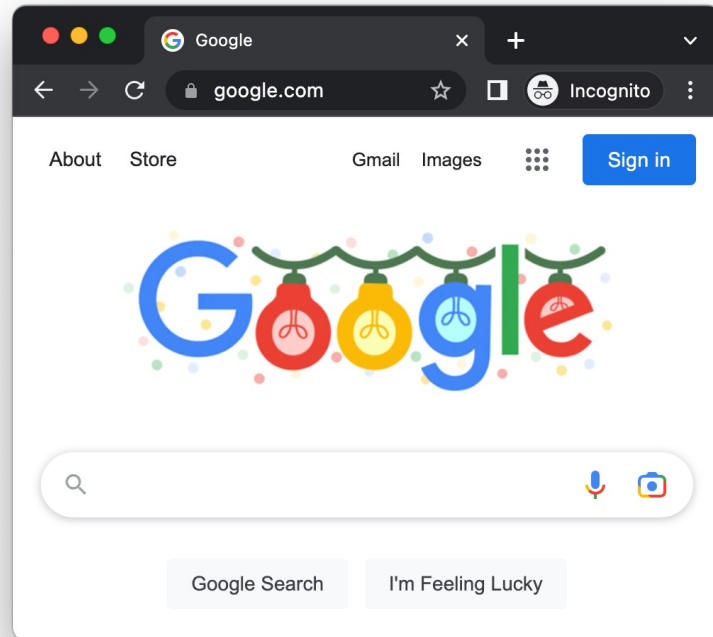 Google
google.com
Incognito
About Store Gmail Images Sign in
Google
Google Search I'm Feeling Lucky